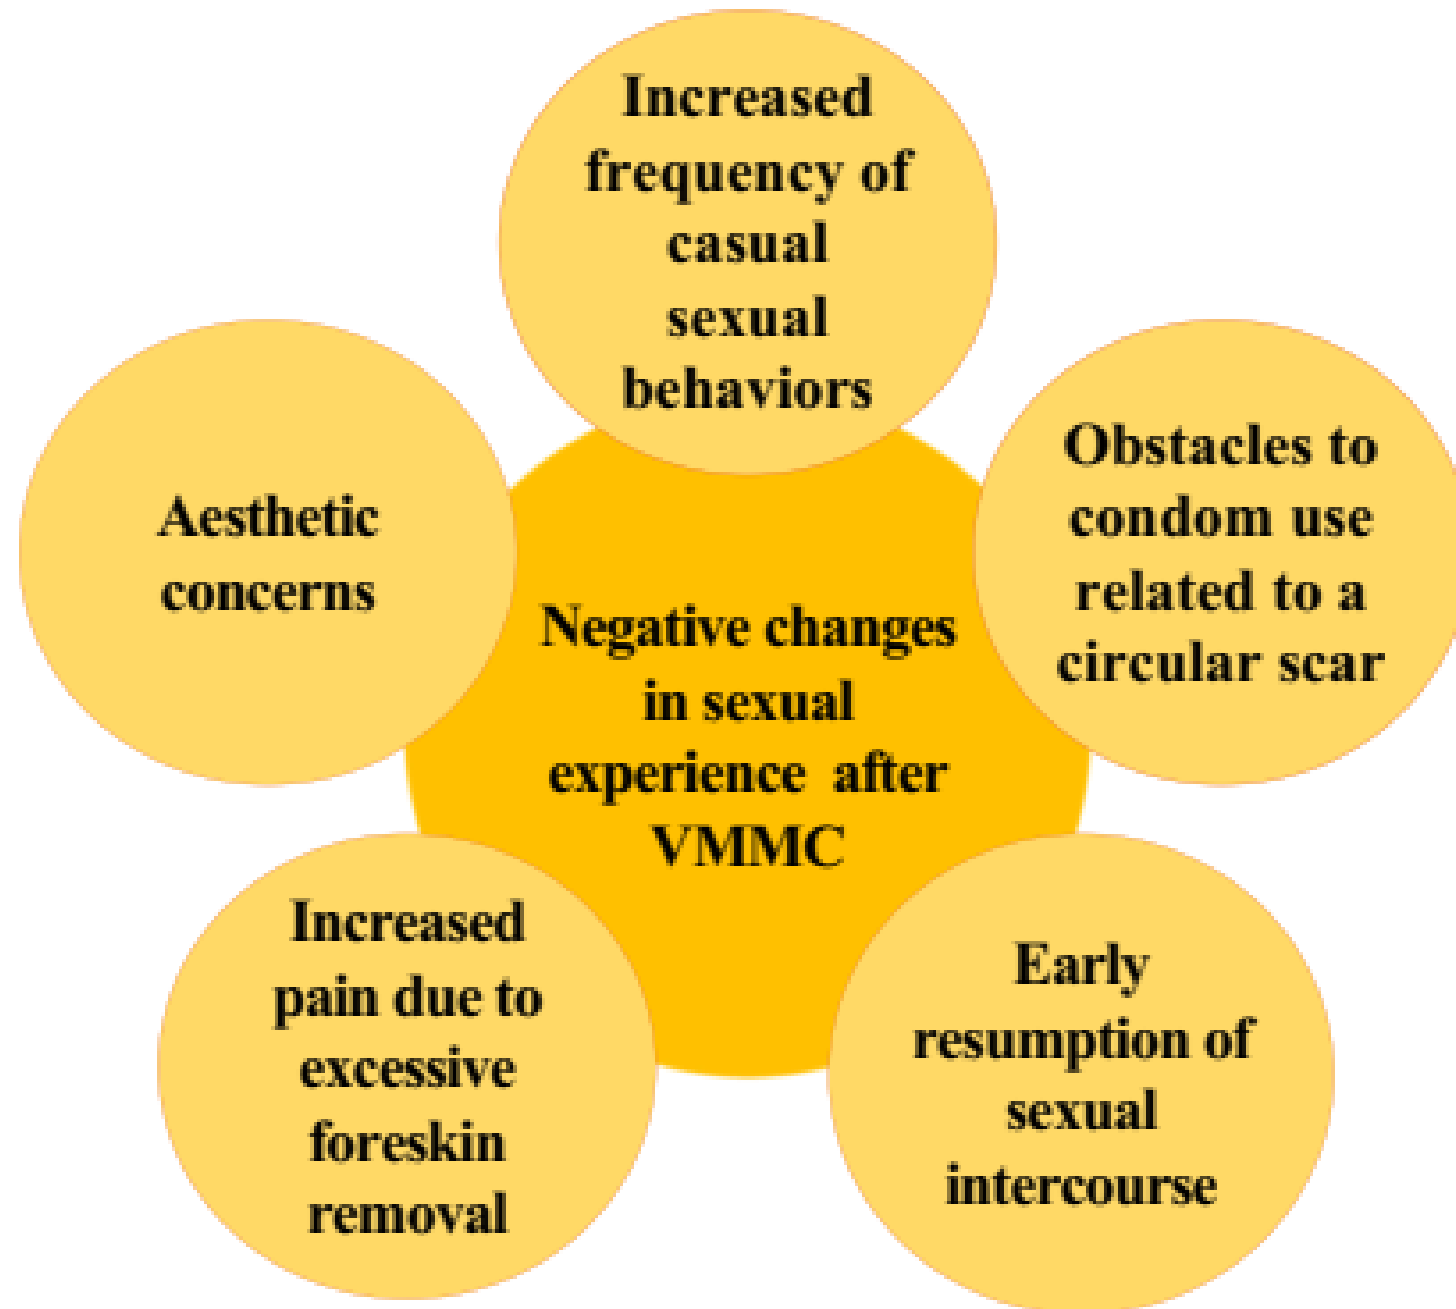 Increased
frequency of
casual
sexual
behaviors
Obstacles to
condom use
related to a
circular scar
Aesthetic
concerns
Negative changes
in sexual
experience  after
VMMC
Increased
pain due to
excessive
foreskin
removal
Early
resumption of
sexual
intercourse